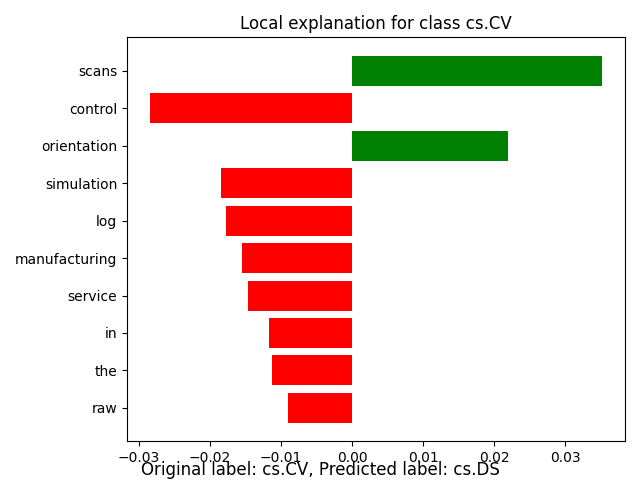 Local explanation for class cs.CV
scans
control
orientation
simulation
log
manufacturing
service
in
the
raw
−0.03 −0.02 −0.01 0.00 0.01 0.02 0.03
Original label: cs.CV, Predicted label: cs.DS